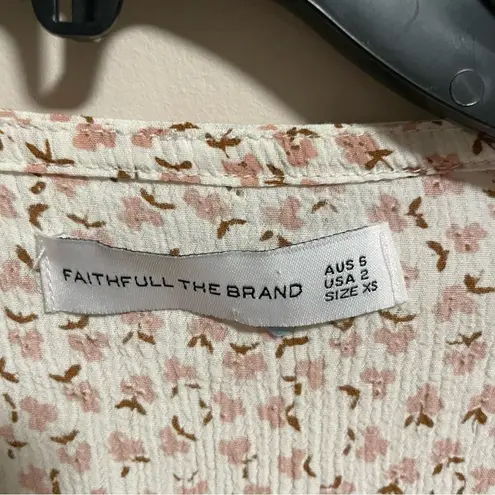 FAITHFULL THE BRAND
AUS 6
USA 2
SIZE XS